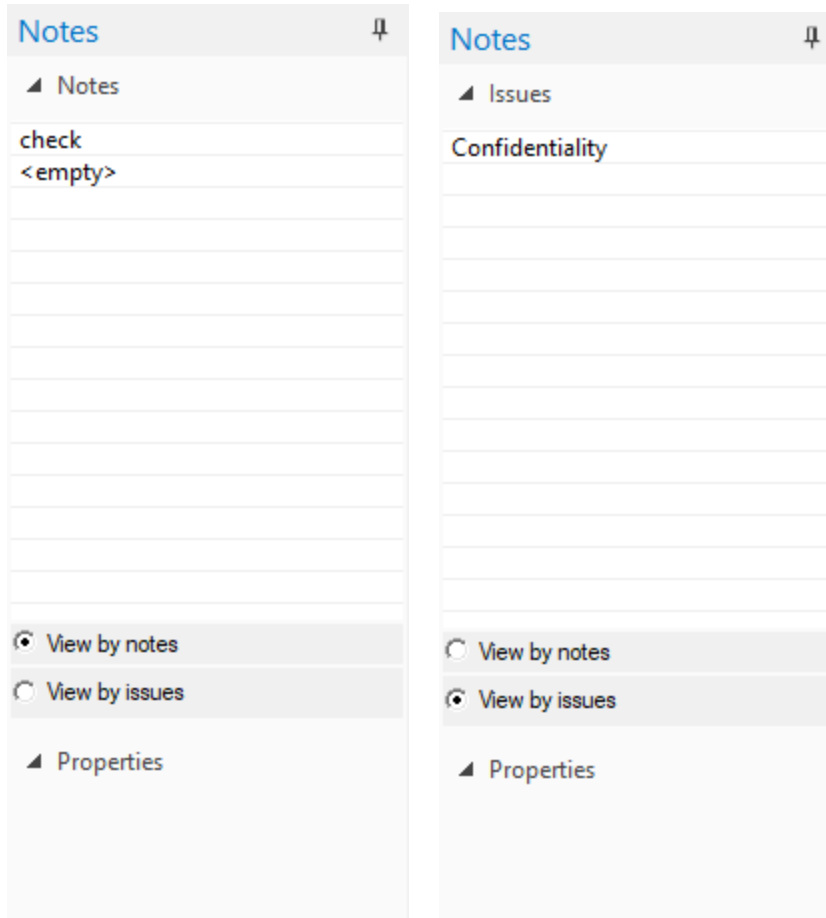 Notes
Notes
check
<empty>
View by notes
View by issues
Properties
Notes
Issues
Confidentiality
View by notes
View by issues
Properties